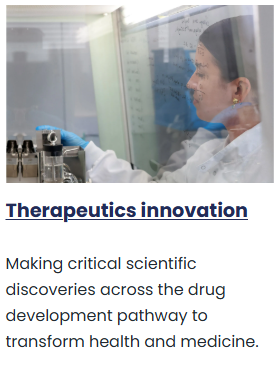 Therapeutics innovation
Making critical scientific
discoveries across the drug
development pathway to
transform health and medicine.